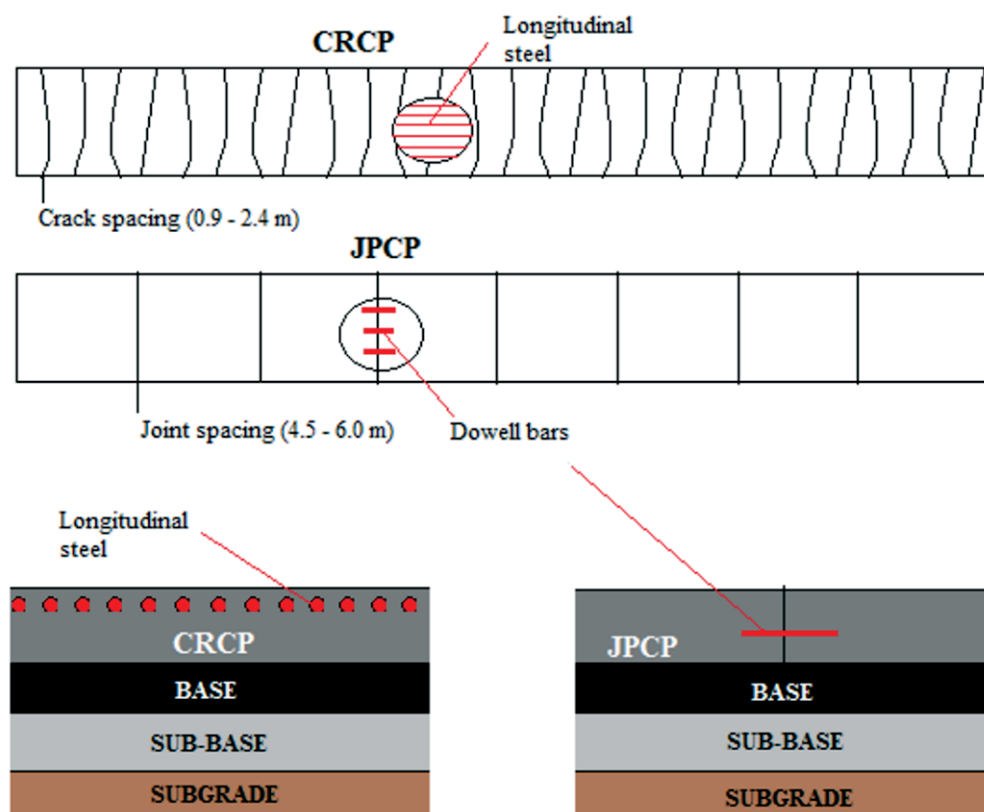 Longitudinal
steel
CRCP
Crack spacing (0.9 - 2.4 m)
JPCP
Joint spacing (4.5 - 6.0 m)
Dowell bars
Longitudinal
steel
CRCP
BASE
SUB-BASE
SUBGRADE
JPCP
BASE
SUB-BASE
SUBGRADE